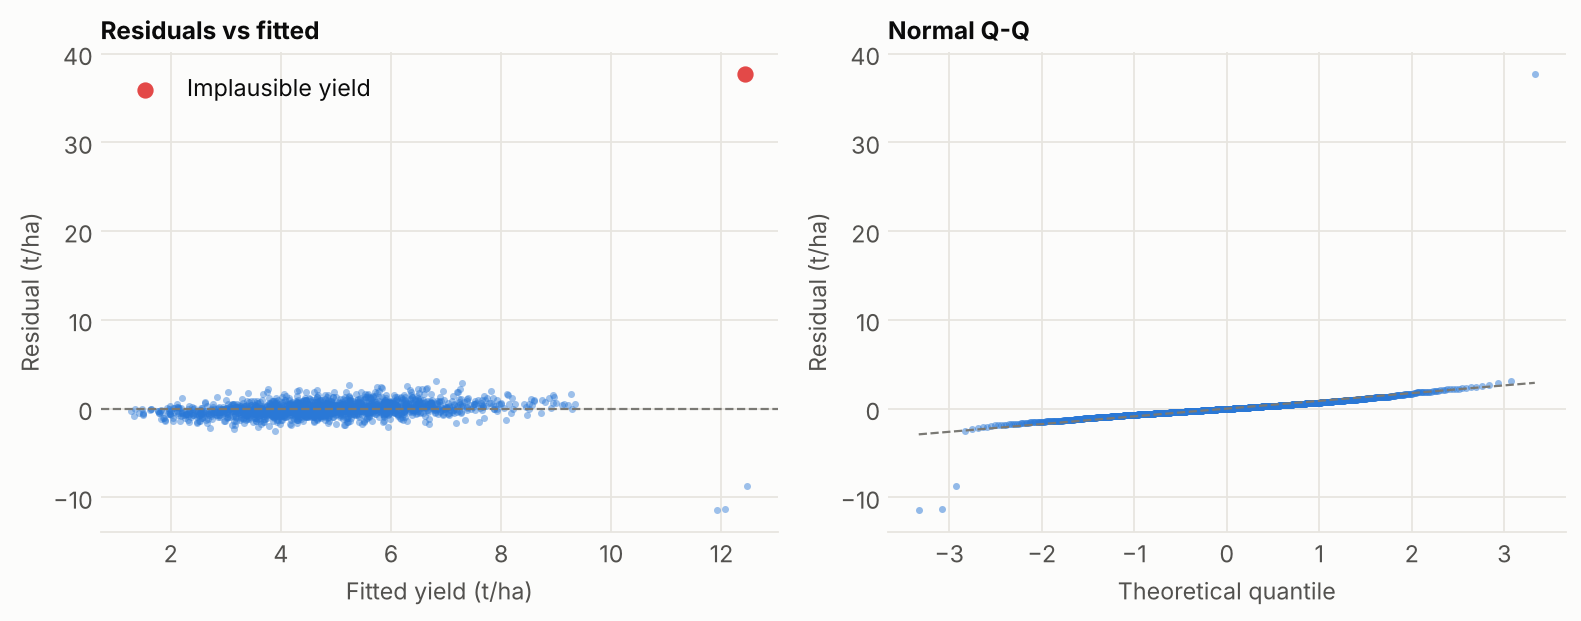 Residuals vs fitted
40
30
20
10
0
−10
Residual (t/ha)
Implausible yield
2 4 6 8 10 12
Fitted yield (t/ha)
Normal Q-Q
40
30
20
10
0
−10
Residual (t/ha)
−3 −2 −1 0 1 2 3
Theoretical quantile